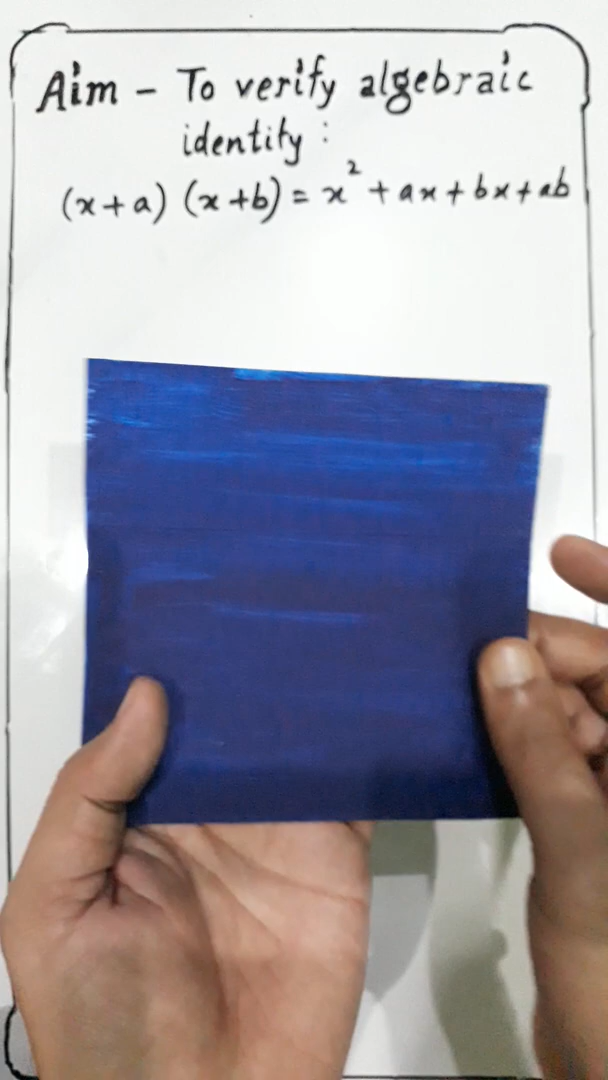 Aim - To verify algebraic
identity :
(x+a) (x+b) = x² + ax + bx + ab